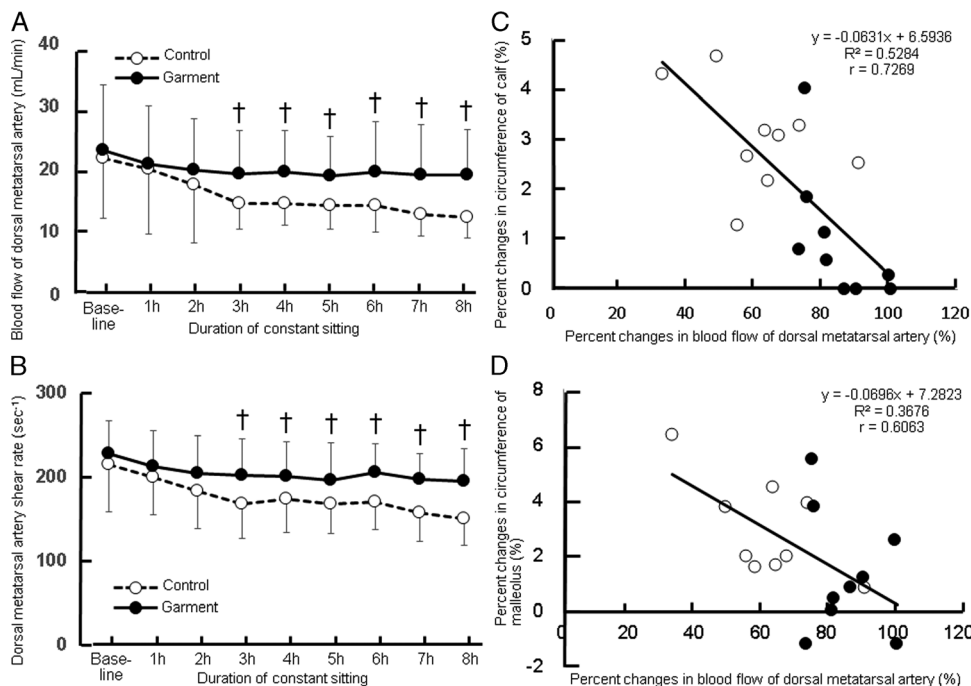 A
Blood flow of dorsal metatarsal artery (mL/min)
40
30
20
10
0
Control
Garment
† † † † † †
Base-line 1h 2h 3h 4h 5h 6h 7h 8h
Duration of constant sitting
B
Dorsal metatarsal artery shear rate (sec⁻¹)
300
200
100
0
† † † † † †
Control
Garment
Base-line 1h 2h 3h 4h 5h 6h 7h 8h
Duration of constant sitting
C
Percent changes in circumference of calf (%)
5
4
3
2
1
0
y = -0.0631x + 6.5936
R² = 0.5284
r = 0.7269
0 20 40 60 80 100 120
Percent changes in blood flow of dorsal metatarsal artery (%)
D
Percent changes in circumference of
malleolus (%)
8
6
4
2
0
-2
y = -0.0696x + 7.2823
R² = 0.3676
r = 0.6063
0 20 40 60 80 100 120
Percent changes in blood flow of dorsal metatarsal artery (%)